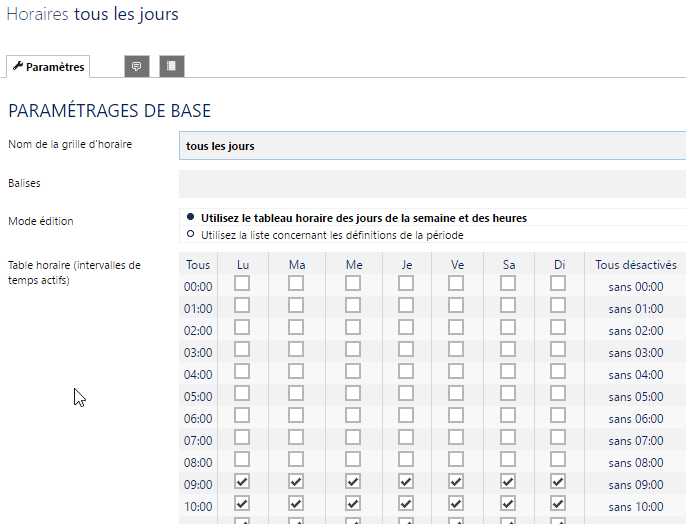 Horaires tous les jours
Paramètres
PARAMÉTRAGES DE BASE
Nom de la grille d'horaire
tous les jours
Balises
Mode édition
Utilisez le tableau horaire des jours de la semaine et des heures
Utilisez la liste concernant les définitions de la période
Table horaire (intervalles de
temps actifs)
Tous Lu Ma Me Je Ve Sa Di Tous désactivés
00:00 sans 00:00
01:00 sans 01:00
02:00 sans 02:00
03:00 sans 03:00
04:00 sans 04:00
05:00 sans 05:00
06:00 sans 06:00
07:00 sans 07:00
08:00 sans 08:00
09:00 sans 09:00
10:00 sans 10:00